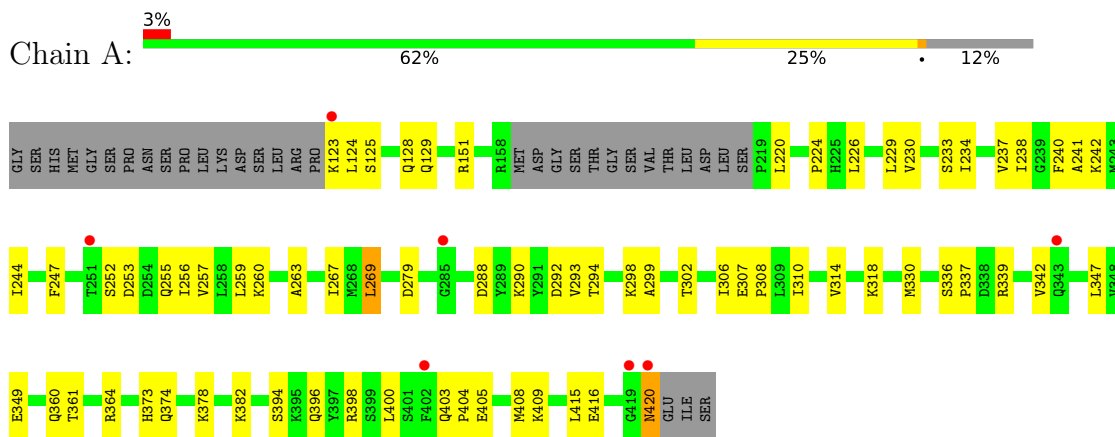 3%
Chain A:
62% 25% • 12%
GLY SER HIS MET GLY SER PRO ASN SER PRO LEU LYS ASP SER LEU ARG PRO K123 L124 S125 Q128 Q129 R151 R158 MET ASP GLY SER THR GLY SER VAL THR LEU ASP LEU SER P219 L220 P224 H225 L226 L229 V230 S233 I234 V237 I238 G239 F240 A241 K242 M243
I244 F247 T251 S252 D253 D254 Q255 I256 V257 L258 L259 K260 A263 I267 M268 L269 D279 G285 D288 Y289 K290 Y291 D292 V293 T294 K298 A299 T302 I306 E307 P308 L309 I310 V314 K318 M330 S336 P337 D338 R339 V342 Q343 L347 V348
E349 Q360 T361 R364 H373 Q374 K378 K382 S394 K395 Q396 Y397 R398 S399 L400 S401 F402 Q403 P404 E405 M408 K409 L415 E416 G419 N420 GLU ILE SER